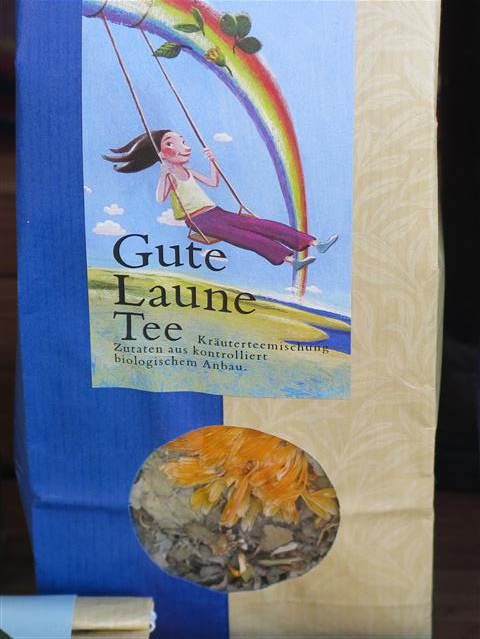 Gute
Laune
Tee Kräuterteemischung
Zutaten aus kontrolliert
biologischem Anbau.